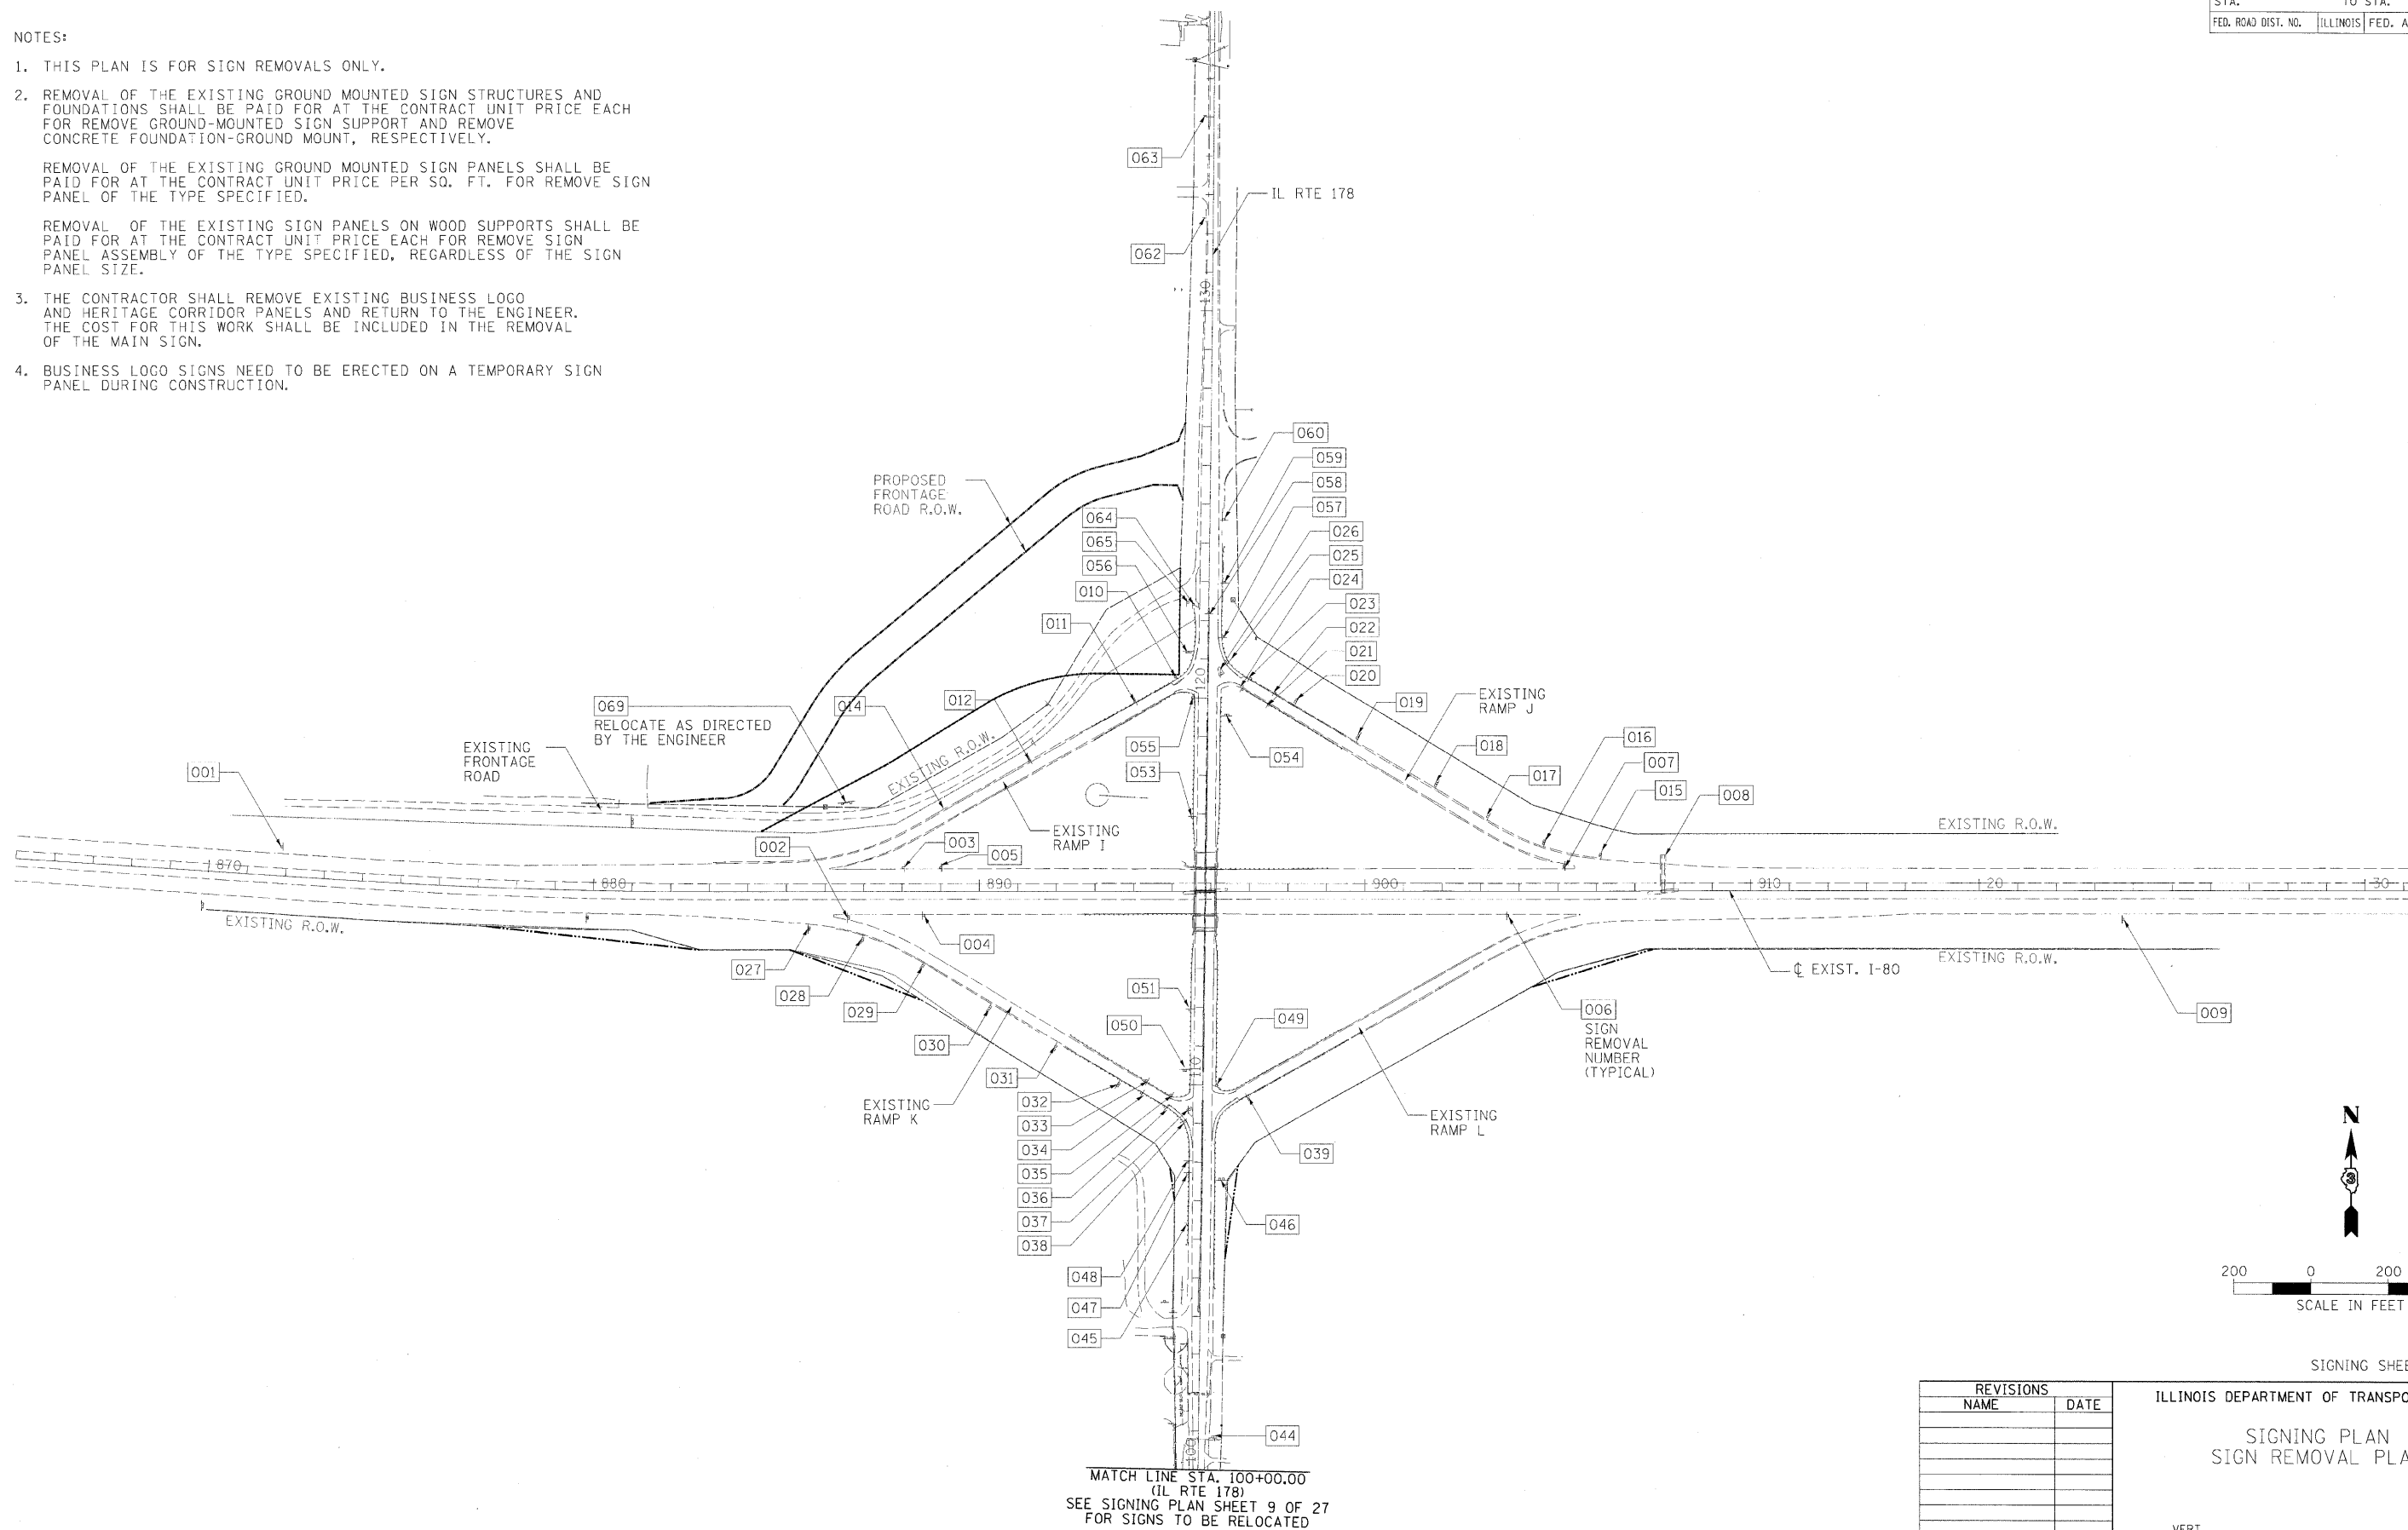 STA. TO STA.
FED. ROAD DIST. NO. ILLINOIS FED. A
NOTES:
1. THIS PLAN IS FOR SIGN REMOVALS ONLY.
2. REMOVAL OF THE EXISTING GROUND MOUNTED SIGN STRUCTURES AND
FOUNDATIONS SHALL BE PAID FOR AT THE CONTRACT UNIT PRICE EACH
FOR REMOVE GROUND-MOUNTED SIGN SUPPORT AND REMOVE
CONCRETE FOUNDATION-GROUND MOUNT, RESPECTIVELY.
REMOVAL OF THE EXISTING GROUND MOUNTED SIGN PANELS SHALL BE
PAID FOR AT THE CONTRACT UNIT PRICE PER SQ. FT. FOR REMOVE SIGN
PANEL OF THE TYPE SPECIFIED.
REMOVAL OF THE EXISTING SIGN PANELS ON WOOD SUPPORTS SHALL BE
PAID FOR AT THE CONTRACT UNIT PRICE EACH FOR REMOVE SIGN
PANEL ASSEMBLY OF THE TYPE SPECIFIED, REGARDLESS OF THE SIGN
PANEL SIZE.
3. THE CONTRACTOR SHALL REMOVE EXISTING BUSINESS LOGO
AND HERITAGE CORRIDOR PANELS AND RETURN TO THE ENGINEER.
THE COST FOR THIS WORK SHALL BE INCLUDED IN THE REMOVAL
OF THE MAIN SIGN.
4. BUSINESS LOGO SIGNS NEED TO BE ERECTED ON A TEMPORARY SIGN
PANEL DURING CONSTRUCTION.
063
IL RTE 178
062
130
060
059
058
057
PROPOSED
FRONTAGE
ROAD R.O.W.
064
065
056
010
011
026
025
024
023
022
021
020
120
019
EXISTING
RAMP J
018
017
016
007
015
008
069
RELOCATE AS DIRECTED
BY THE ENGINEER
014
012
EXISTING R.O.W.
055
053
054
EXISTING
FRONTAGE
ROAD
001
002
003
005
EXISTING
RAMP I
EXISTING R.O.W.
870
880
890
900
910
20
30
EXISTING R.O.W.
004
027
028
029
030
031
EXISTING
RAMP K
051
050
110
049
006
SIGN
REMOVAL
NUMBER
(TYPICAL)
℄ EXIST. I-80
EXISTING R.O.W.
009
032
033
034
035
036
037
038
EXISTING
RAMP L
039
046
048
047
045
044
100
MATCH LINE STA. 100+00.00
(IL RTE 178)
SEE SIGNING PLAN SHEET 9 OF 27
FOR SIGNS TO BE RELOCATED
N
3
200 0 200
SCALE IN FEET
SIGNING SHEE
REVISIONS
NAME DATE
ILLINOIS DEPARTMENT OF TRANSPO
SIGNING PLAN
SIGN REMOVAL PLA
VERT.